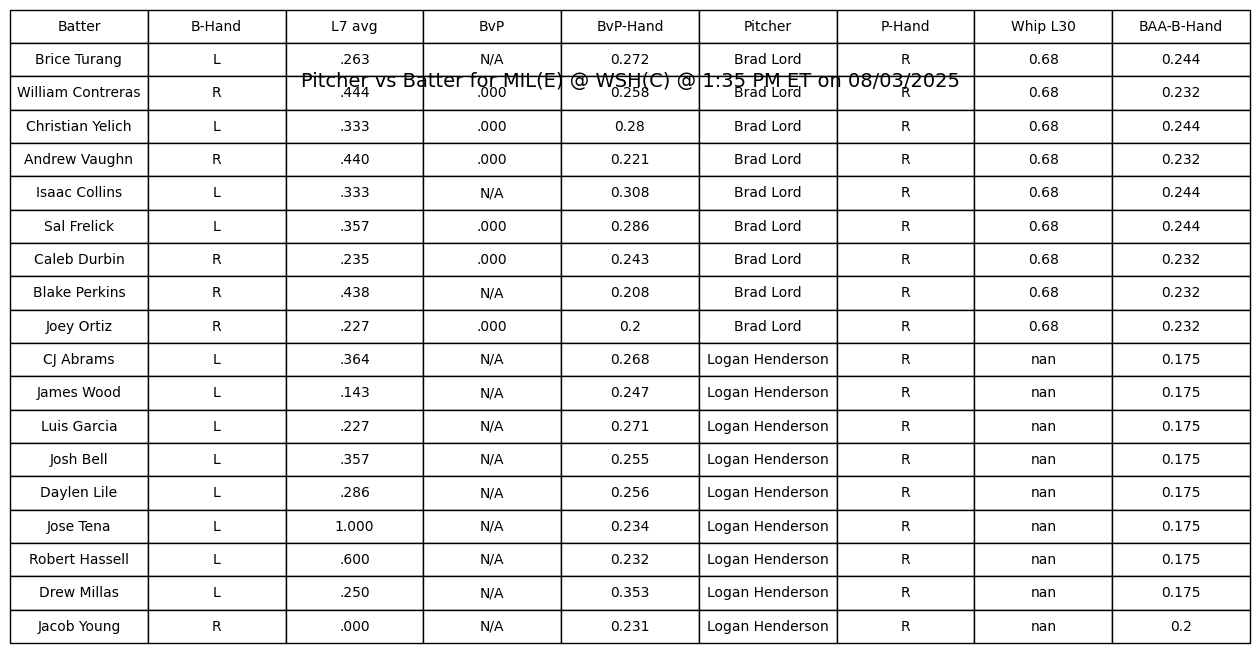 Batter B-Hand L7 avg BvP BvP-Hand Pitcher P-Hand Whip L30 BAA-B-Hand
Brice Turang L .263 N/A 0.272 Brad Lord R 0.68 0.244
Pitcher vs Batter for MIL(E) @ WSH(C) @ 1:35 PM ET on 08/03/2025
William Contreras R .444 .000 0.258 Brad Lord R 0.68 0.232
Christian Yelich L .333 .000 0.28 Brad Lord R 0.68 0.244
Andrew Vaughn R .440 .000 0.221 Brad Lord R 0.68 0.232
Isaac Collins L .333 N/A 0.308 Brad Lord R 0.68 0.244
Sal Frelick L .357 .000 0.286 Brad Lord R 0.68 0.244
Caleb Durbin R .235 .000 0.243 Brad Lord R 0.68 0.232
Blake Perkins R .438 N/A 0.208 Brad Lord R 0.68 0.232
Joey Ortiz R .227 .000 0.2 Brad Lord R 0.68 0.232
CJ Abrams L .364 N/A 0.268 Logan Henderson R nan 0.175
James Wood L .143 N/A 0.247 Logan Henderson R nan 0.175
Luis Garcia L .227 N/A 0.271 Logan Henderson R nan 0.175
Josh Bell L .357 N/A 0.255 Logan Henderson R nan 0.175
Daylen Lile L .286 N/A 0.256 Logan Henderson R nan 0.175
Jose Tena L 1.000 N/A 0.234 Logan Henderson R nan 0.175
Robert Hassell L .600 N/A 0.232 Logan Henderson R nan 0.175
Drew Millas L .250 N/A 0.353 Logan Henderson R nan 0.175
Jacob Young R .000 N/A 0.231 Logan Henderson R nan 0.2